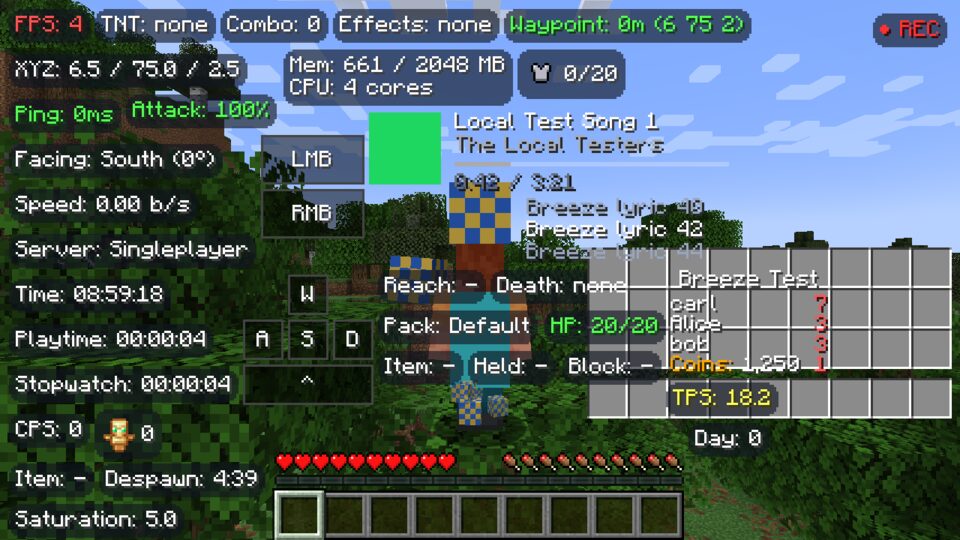 FPS: 4 TNT: none Combo: 0 Effects: none Waypoint: 0m (6 75 2) REC
XYZ: 6.5 / 75.0 / 2.5
Mem: 661 / 2048 MB
CPU: 4 cores
0/20
Ping: 0ms Attack: 100%
Local Test Song 1
The Local Testers
Facing: South (0°)
LMB
0:42 / 3:21
Speed: 0.00 b/s
RMB
Breeze lyric 40
Breeze lyric 42
Breeze lyric 44
Server: Singleplayer
Time: 08:59:18
W
Reach: - Death: none
Breeze Test
carl 7
Alice 3
bob 3
Coins: 1,250 1
Playtime: 00:00:04
A S D
Pack: Default HP: 20/20
Item: - Held: - Block: -
Stopwatch: 00:00:04
^
TPS: 18.2
CPS: 0 0
Day: 0
Item: - Despawn: 4:39
Saturation: 5.0